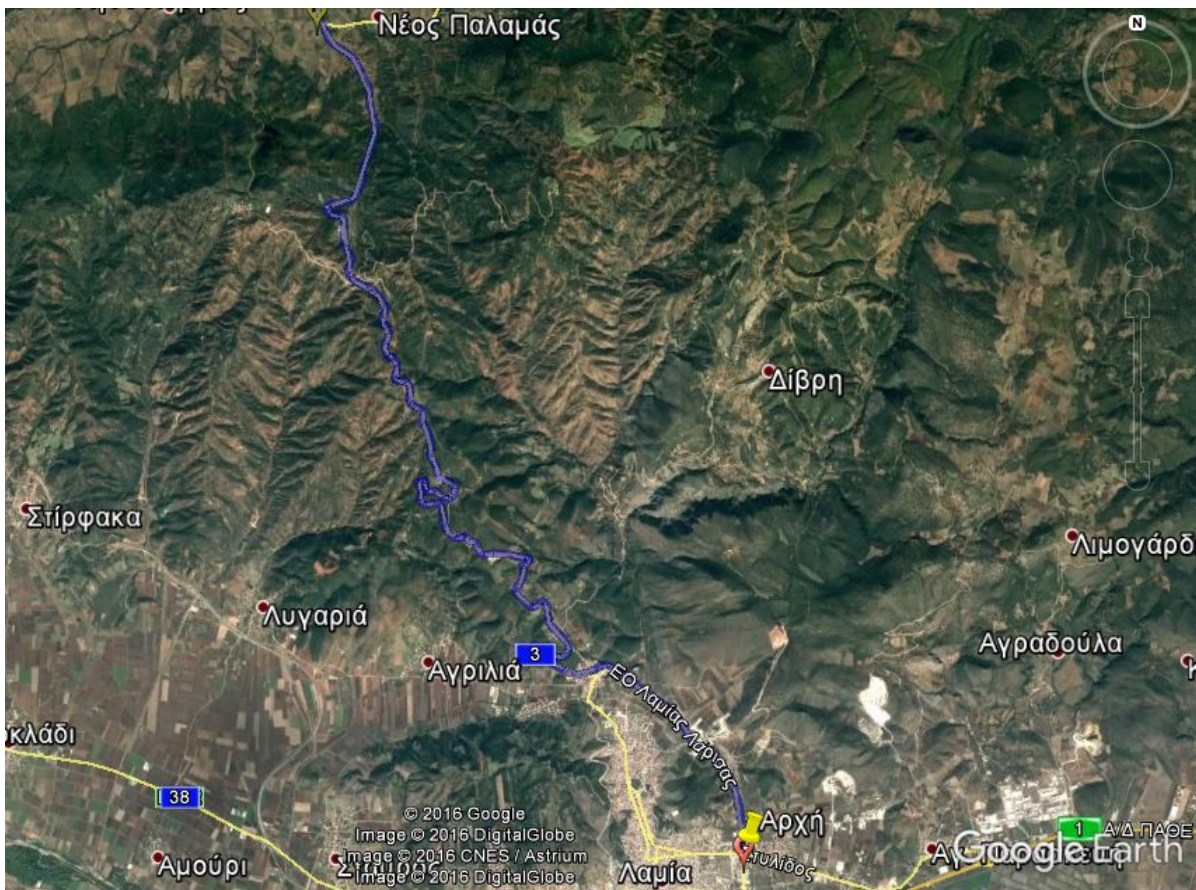 Νέος Παλαμάς
N
Δίβρη
Στίρφακα
Λιμογάρδ
Λυγαριά
Αγραδούλα
3
Αγριλιά
ΕΟ Λαμίας Λάρισας
κλάδι
38
© 2016 Google
Image © 2016 DigitalGlobe
Image © 2016 CNES / Astrium
Image © 2016 DigitalGlobe
Αρχή
1
Α/Δ ΠΑΘΕ
Google Earth
Αμούρι
Λαμία